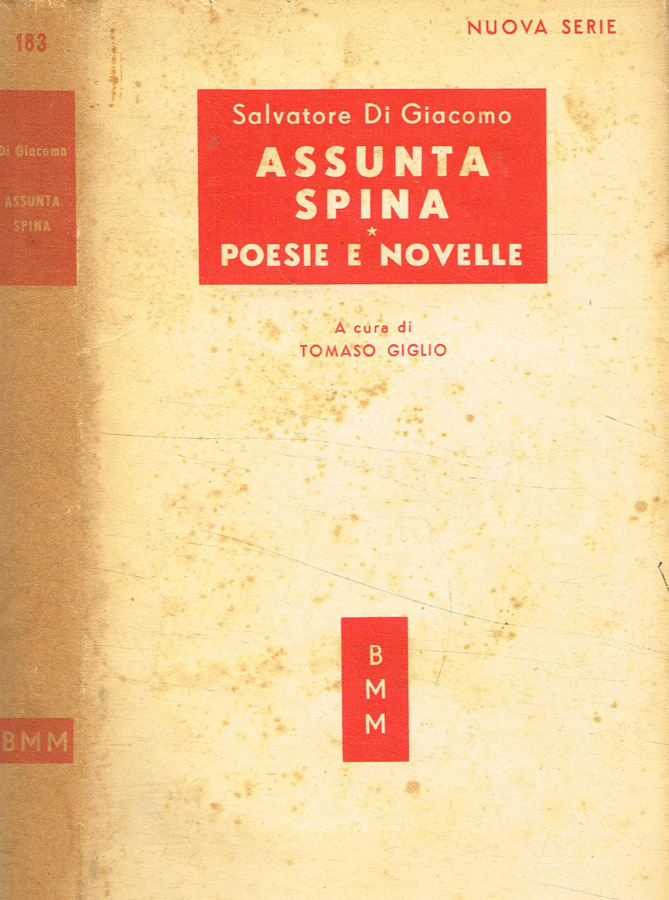 183
Di Giacomo
ASSUNTA
SPINA
BMM
NUOVA SERIE
Salvatore Di Giacomo
ASSUNTA
SPINA
*
POESIE E NOVELLE
A cura di
TOMASO GIGLIO
B
M
M